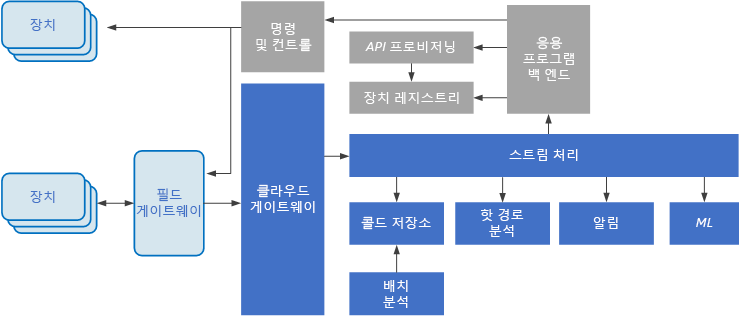 장치
명령
및 컨트롤
API 프로비저닝
장치 레지스트리
응용
프로그램
백 엔드
장치
필드
게이트웨이
클라우드
게이트웨이
스트림 처리
콜드 저장소
핫 경로
분석
알림
ML
배치
분석